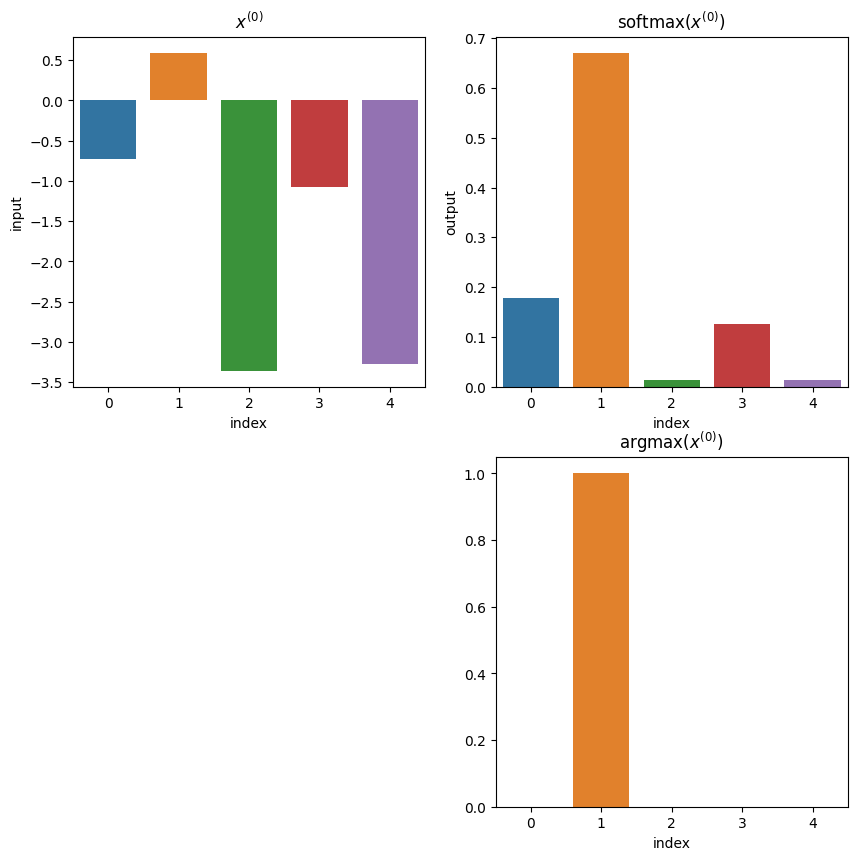 x^{(0)}
0.5
0.0
−0.5
−1.0
−1.5
−2.0
−2.5
−3.0
−3.5
input
0 1 2 3 4
index
softmax(x^{(0)})
0.7
0.6
0.5
0.4
0.3
0.2
0.1
0.0
output
0 1 2 3 4
index
argmax(x^{(0)})
1.0
0.8
0.6
0.4
0.2
0.0
0 1 2 3 4
index